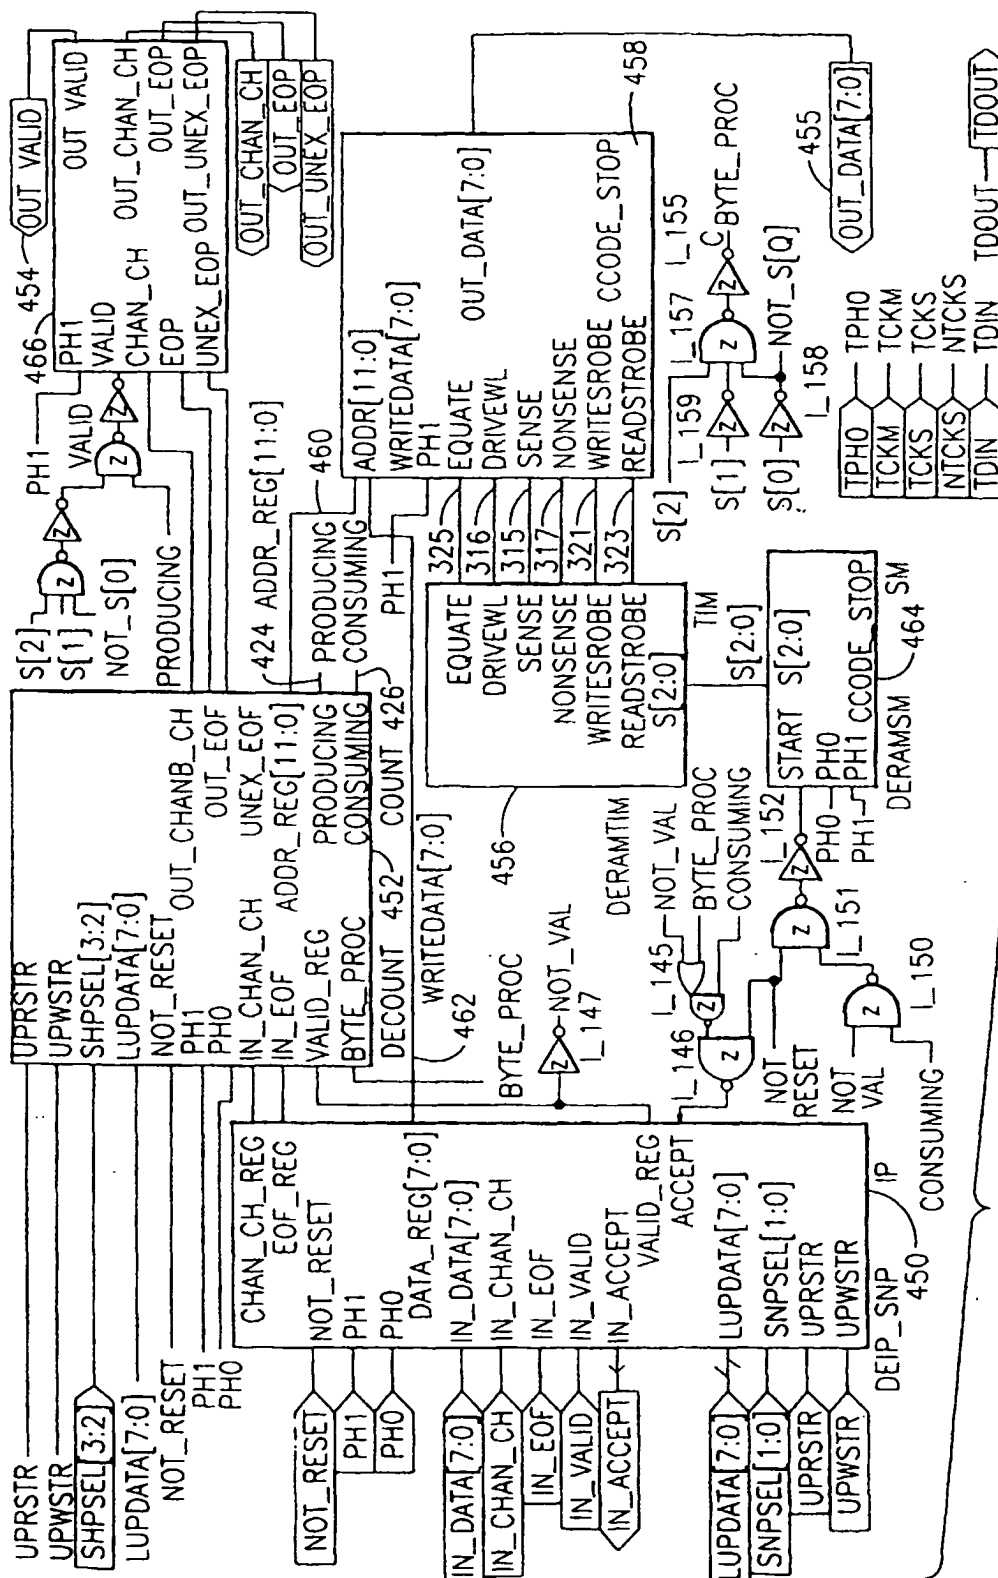 UPRSTR
UPWSTR
SHPSEL[3:2]
LUPDATA[7:0]
NOT_RESET
PH1
PH0
NOT_RESET
PH1
PH0
IN_DATA[7:0]
IN_CHAN_CH
IN_EOF
IN_VALID
IN_ACCEPT
LUPDATA[7:0]
SNPSEL[1:0]
UPRSTR
UPWSTR
CHAN_CH_REG
EOF_REG
NOT_RESET
PH1
PH0
DATA_REG[7:0]
IN_DATA[7:0]
IN_CHAN_CH
IN_EOF
IN_VALID
IN_ACCEPT
VALID_REG
ACCEPT
LUPDATA[7:0]
SNPSEL[1:0]
UPRSTR
UPWSTR
DEIP_SNP
IP
450
UPRSTR
UPWSTR
SHPSEL[3:2]
LUPDATA[7:0]
NOT_RESET
PH1
PH0
IN_CHAN_CH
IN_EOF
VALID_REG
BYTE_PROC
OUT_CHANB_CH
OUT_EOF
UNEX_EOF
ADDR_REG[11:0]
PRODUCING
CONSUMING
DECOUNT
452
COUNT
426
WRITEDATA[7:0]
462
BYTE_PROC
NOT_VAL
I_147
S[2]
S[1]
NOT_S[0]
Z
Z
PRODUCING
Z
Z
VALID
PH1
466
PH1
VALID
CHAN_CH
EOP
UNEX_EOP
OUT VALID
OUT_CHAN_CH
OUT_EOP
OUT_UNEX_EOP
454
OUT VALID
OUT_CHAN_CH
OUT_EOP
OUT_UNEX_EOP
424
ADDR_REG[11:0]
PRODUCING
CONSUMING
460
PH1
ADDR[11:0]
WRITEDATA[7:0]
PH1
EQUATE
DRIVEWL
SENSE
NONSENSE
WRITESROBE
READSTROBE
OUT_DATA[7:0]
CCODE_STOP
458
325
316
315
317
321
323
EQUATE
DRIVEWL
SENSE
NONSENSE
WRITESROBE
READSTROBE
S[2:0]
456
DERAMTIM
TIM
S[2:0]
NOT_VAL
BYTE_PROC
CONSUMING
I_145
Z
I_146
Z
NOT
RESET
NOT
VAL
CONSUMING
I_150
Z
I_151
Z
I_152
Z
PH0
PH1
START
S[2:0]
PH0
PH1
CCODE_STOP
DERAMSM
464
SM
S[2]
S[1]
S[0]
I_159
Z
I_157
Z
I_155
Z
C
BYTE_PROC
Z
I_158
NOT_S[Q]
455
OUT_DATA[7:0]
TPHO
TPHO
TCKM
TCKM
TCKS
TCKS
NTCKS
NTCKS
TDIN
TDIN
TDOUT
TDOUT
Z